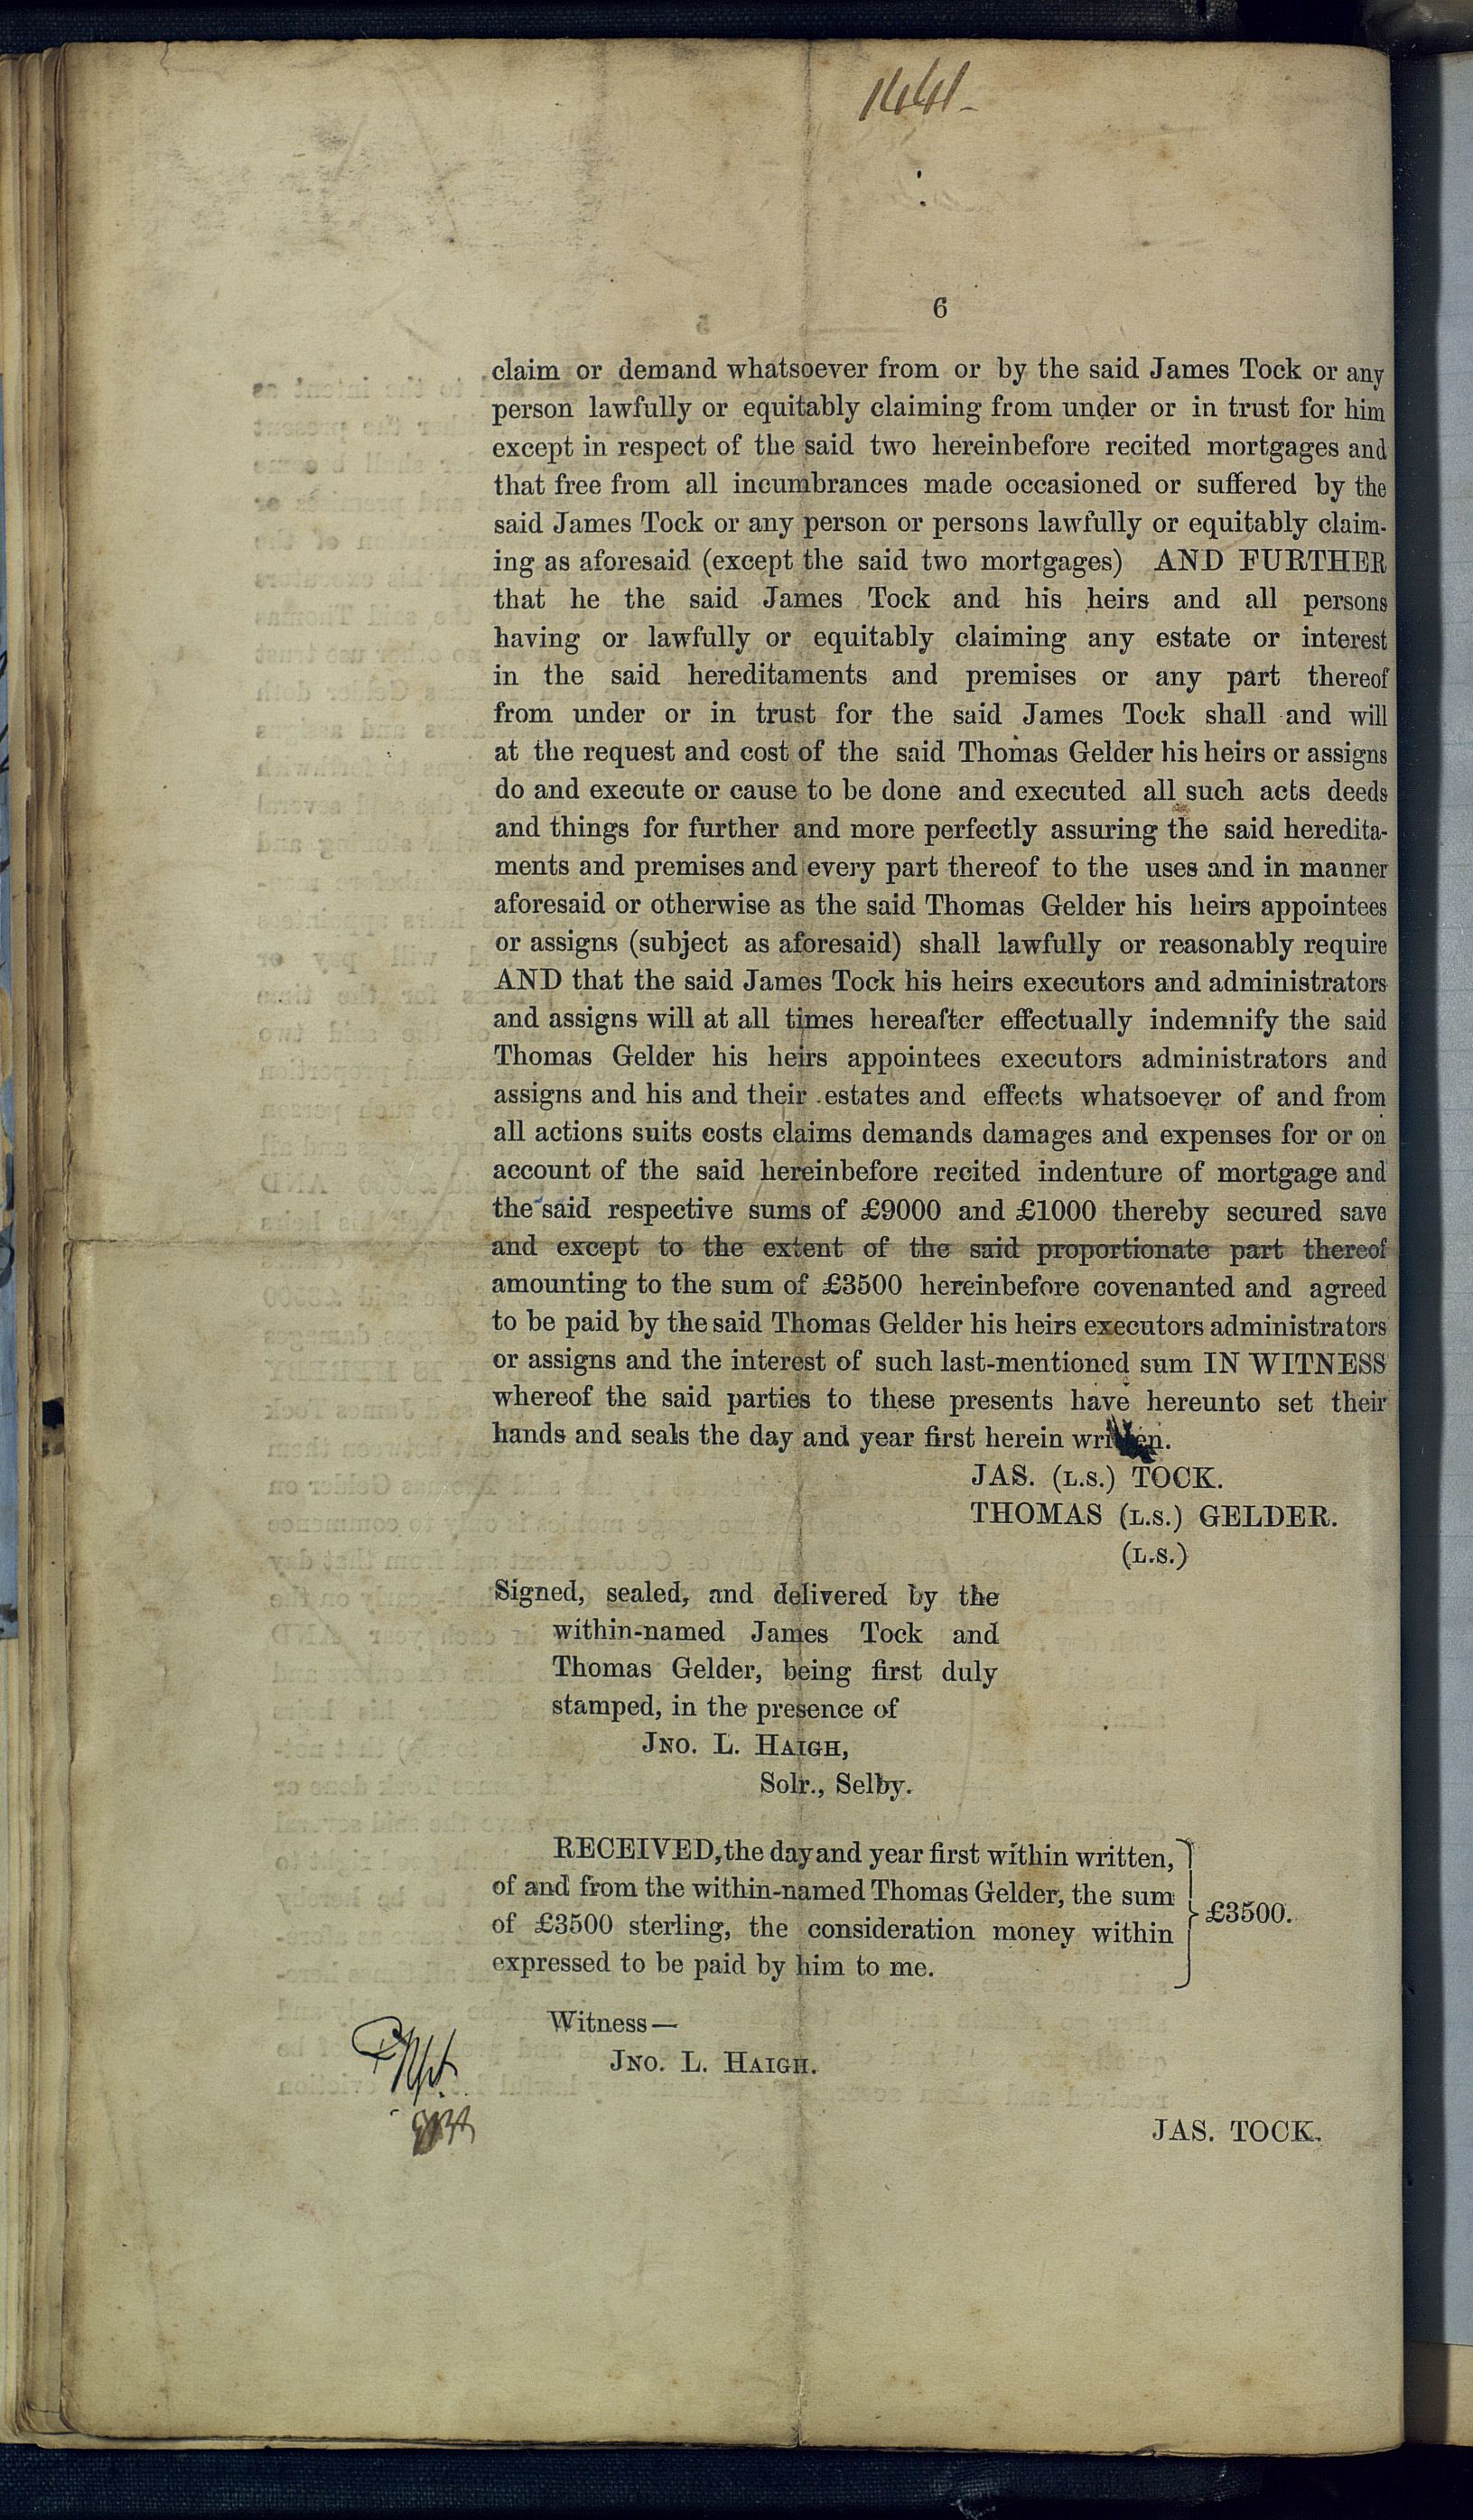 6
claim or demand whatsoever from or by the said James Tock or any
person lawfully or equitably claiming from under or in trust for him
except in respect of the said two hereinbefore recited mortgages and
that free from all incumbrances made occasioned or suffered by the
said James Tock or any person or persons lawfully or equitably claim-
ing as aforesaid (except the said two mortgages) AND FURTHER
that he the said James Tock and his heirs and all persons
having or lawfully or equitably claiming any estate or interest
in the said hereditaments and premises or any part thereof
from under or in trust for the said James Tock shall and will
at the request and cost of the said Thomas Gelder his heirs or assigns
do and execute or cause to be done and executed all such acts deeds
and things for further and more perfectly assuring the said heredita-
ments and premises and every part thereof to the uses and in manner
aforesaid or otherwise as the said Thomas Gelder his heirs appointees
or assigns (subject as aforesaid) shall lawfully or reasonably require
AND that the said James Tock his heirs executors and administrators
and assigns will at all times hereafter effectually indemnify the said
Thomas Gelder his heirs appointees executors administrators and
assigns and his and their estates and effects whatsoever of and from
all actions suits costs claims demands damages and expenses for or on
account of the said hereinbefore recited indenture of mortgage and
the said respective sums of £9000 and £1000 thereby secured save
and except to the extent of the said proportionate part thereof
amounting to the sum of £3500 hereinbefore covenanted and agreed
to be paid by the said Thomas Gelder his heirs executors administrators
or assigns and the interest of such last-mentioned sum IN WITNESS
whereof the said parties to these presents have hereunto set their
hands and seals the day and year first herein written.
JAS. (L.S.) TOCK.
THOMAS (L.S.) GELDER.
(L.S.)
Signed, sealed, and delivered by the
within-named James Tock and
Thomas Gelder, being first duly
stamped, in the presence of
JNO. L. HAIGH,
Solr., Selby.
RECEIVED, the day and year first within written,
of and from the within-named Thomas Gelder, the sum
of £3500 sterling, the consideration money within
expressed to be paid by him to me.
£3500.
Witness—
JNO. L. HAIGH.
JAS. TOCK.